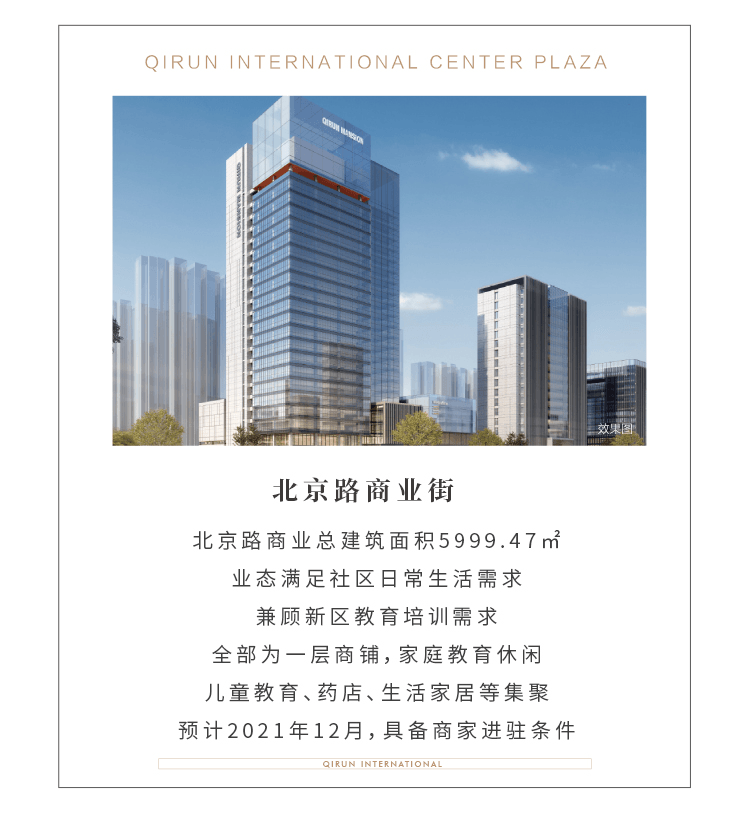 QIRUN INTERNATIONAL CENTER PLAZA
QIRUN MANSION
QIRUN MANSION
效果图
北京路商业街
北京路商业总建筑面积5999.47㎡
业态满足社区日常生活需求
兼顾新区教育培训需求
全部为一层商铺，家庭教育休闲
儿童教育、药店、生活家居等集聚
预计2021年12月，具备商家进驻条件
QIRUN INTERNATIONAL